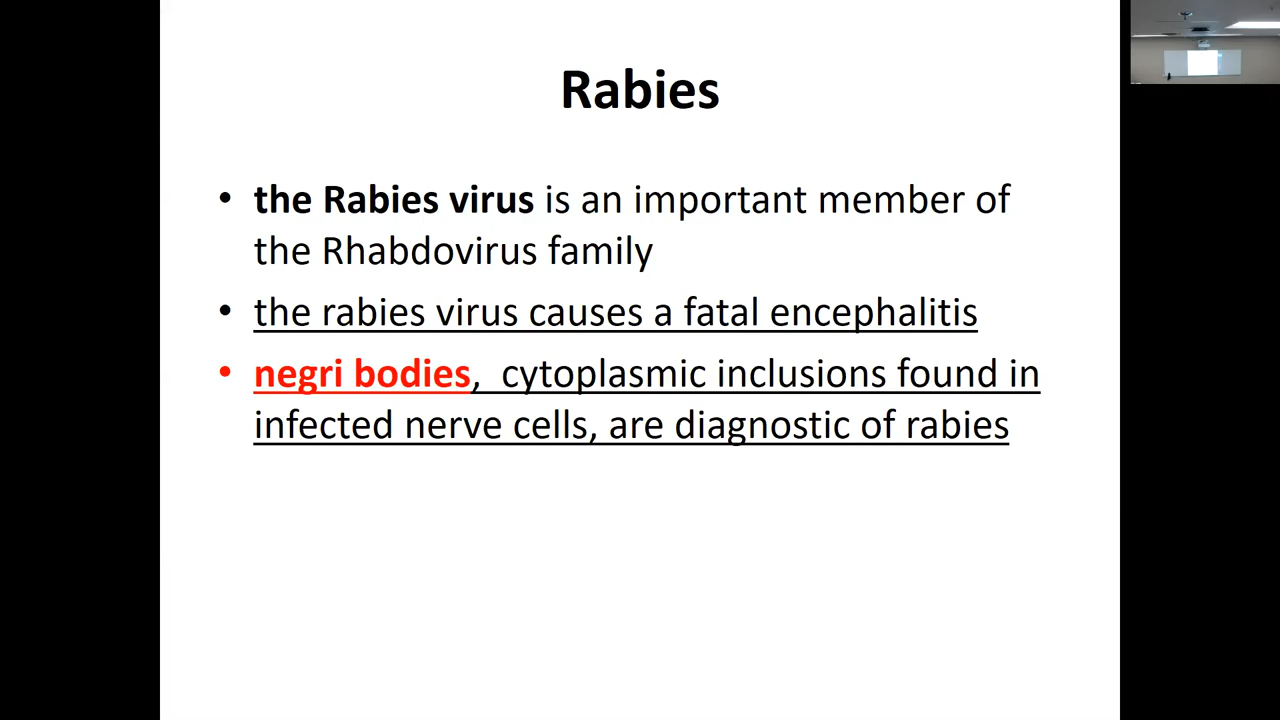 Rabies
• the Rabies virus is an important member of
the Rhabdovirus family
• the rabies virus causes a fatal encephalitis
• negri bodies,  cytoplasmic inclusions found in
infected nerve cells, are diagnostic of rabies